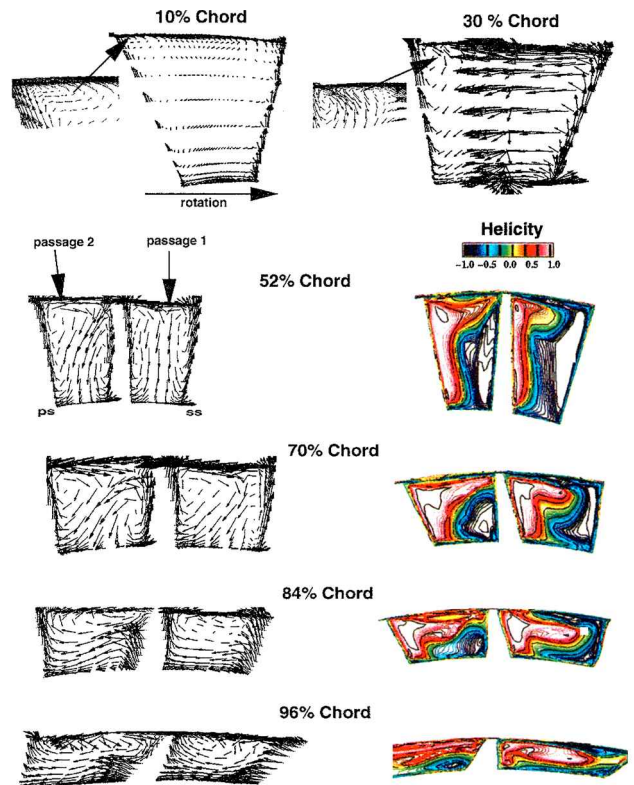 10% Chord
30% Chord
rotation
passage 2
passage 1
52% Chord
Helicity
-1.0 -0.5 0.0 0.5 1.0
ps
ss
70% Chord
84% Chord
96% Chord